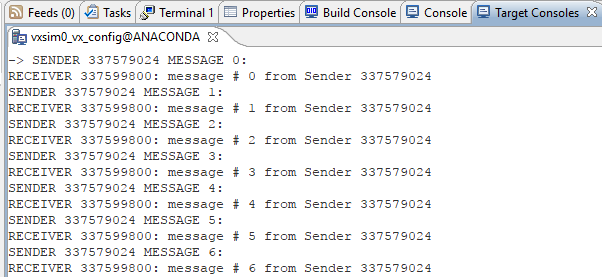 Feeds (0) Tasks Terminal 1 Properties Build Console Console Target Consoles
vxsim0_vx_config@ANACONDA
-> SENDER 337579024 MESSAGE 0:
RECEIVER 337599800: message # 0 from Sender 337579024
SENDER 337579024 MESSAGE 1:
RECEIVER 337599800: message # 1 from Sender 337579024
SENDER 337579024 MESSAGE 2:
RECEIVER 337599800: message # 2 from Sender 337579024
SENDER 337579024 MESSAGE 3:
RECEIVER 337599800: message # 3 from Sender 337579024
SENDER 337579024 MESSAGE 4:
RECEIVER 337599800: message # 4 from Sender 337579024
SENDER 337579024 MESSAGE 5:
RECEIVER 337599800: message # 5 from Sender 337579024
SENDER 337579024 MESSAGE 6:
RECEIVER 337599800: message # 6 from Sender 337579024